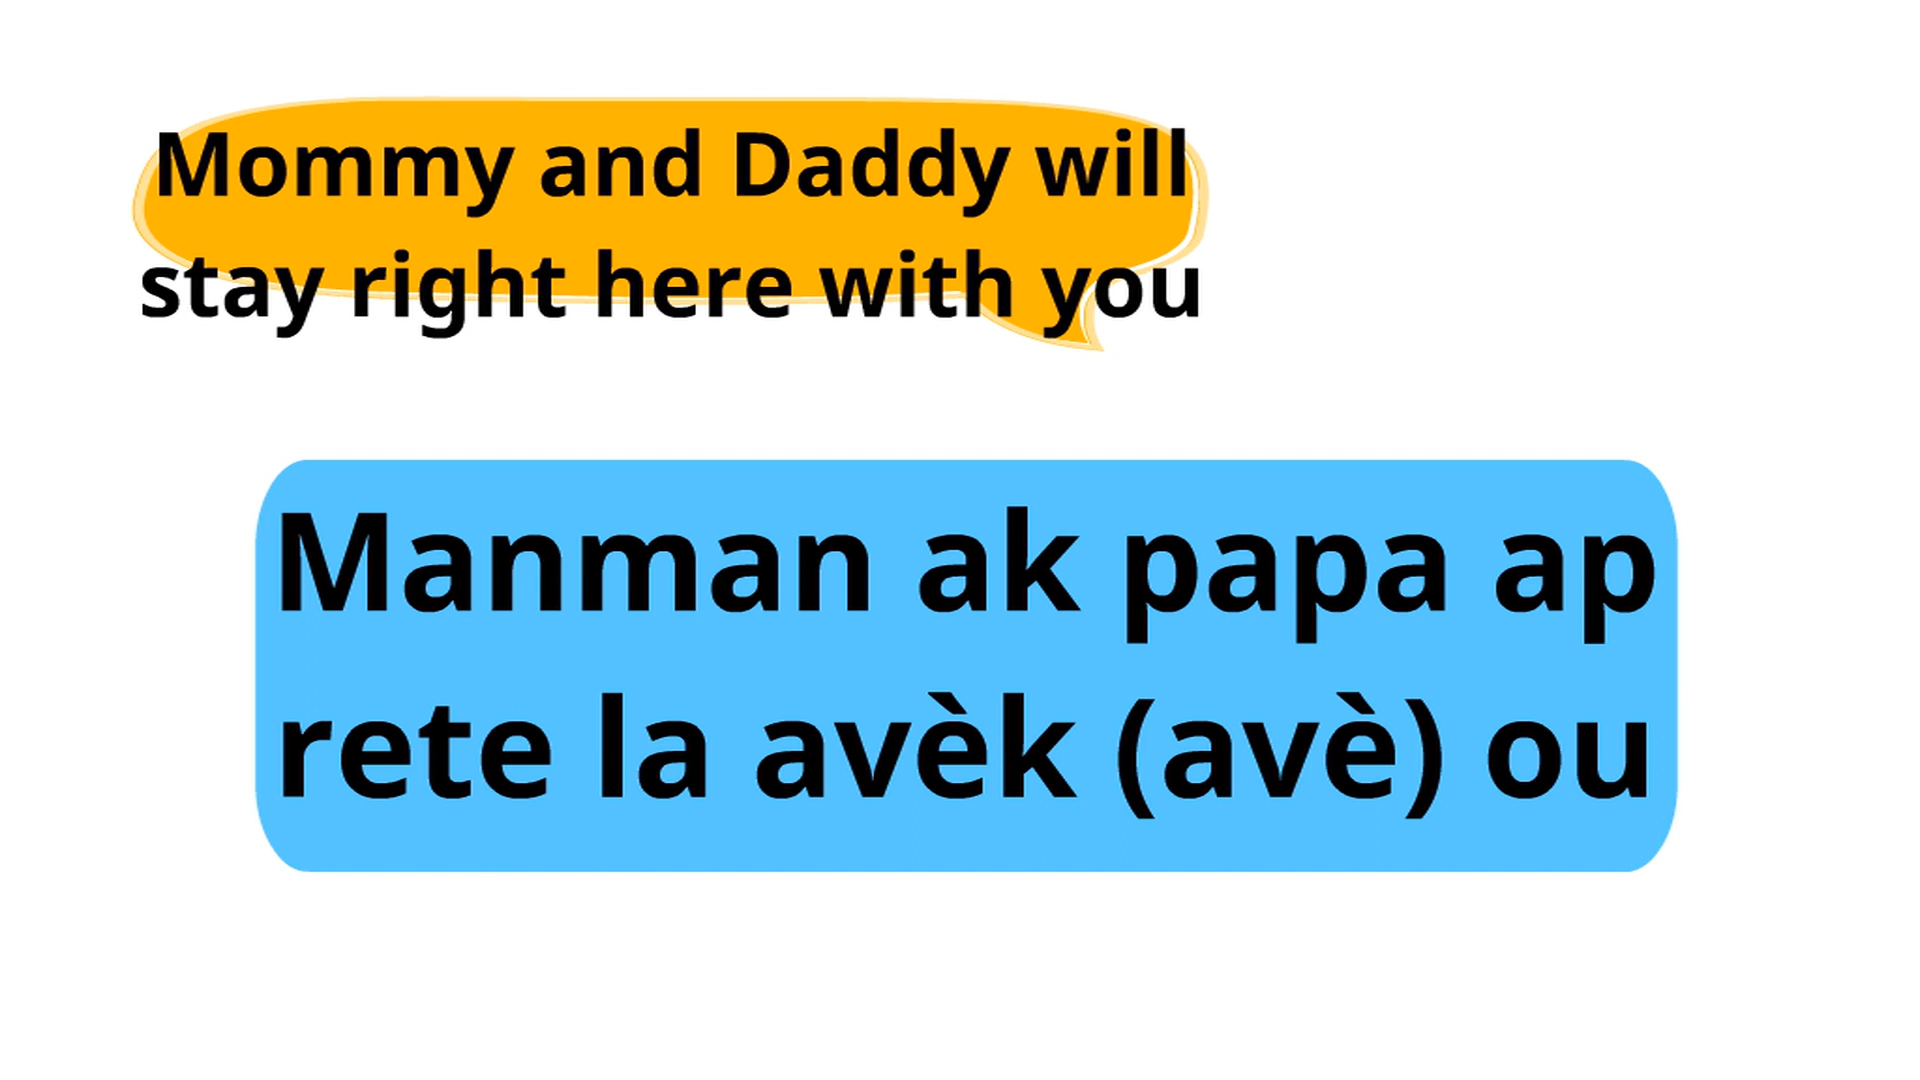 Mommy and Daddy will
stay right here with you
Manman ak papa ap
rete la avèk (avè) ou